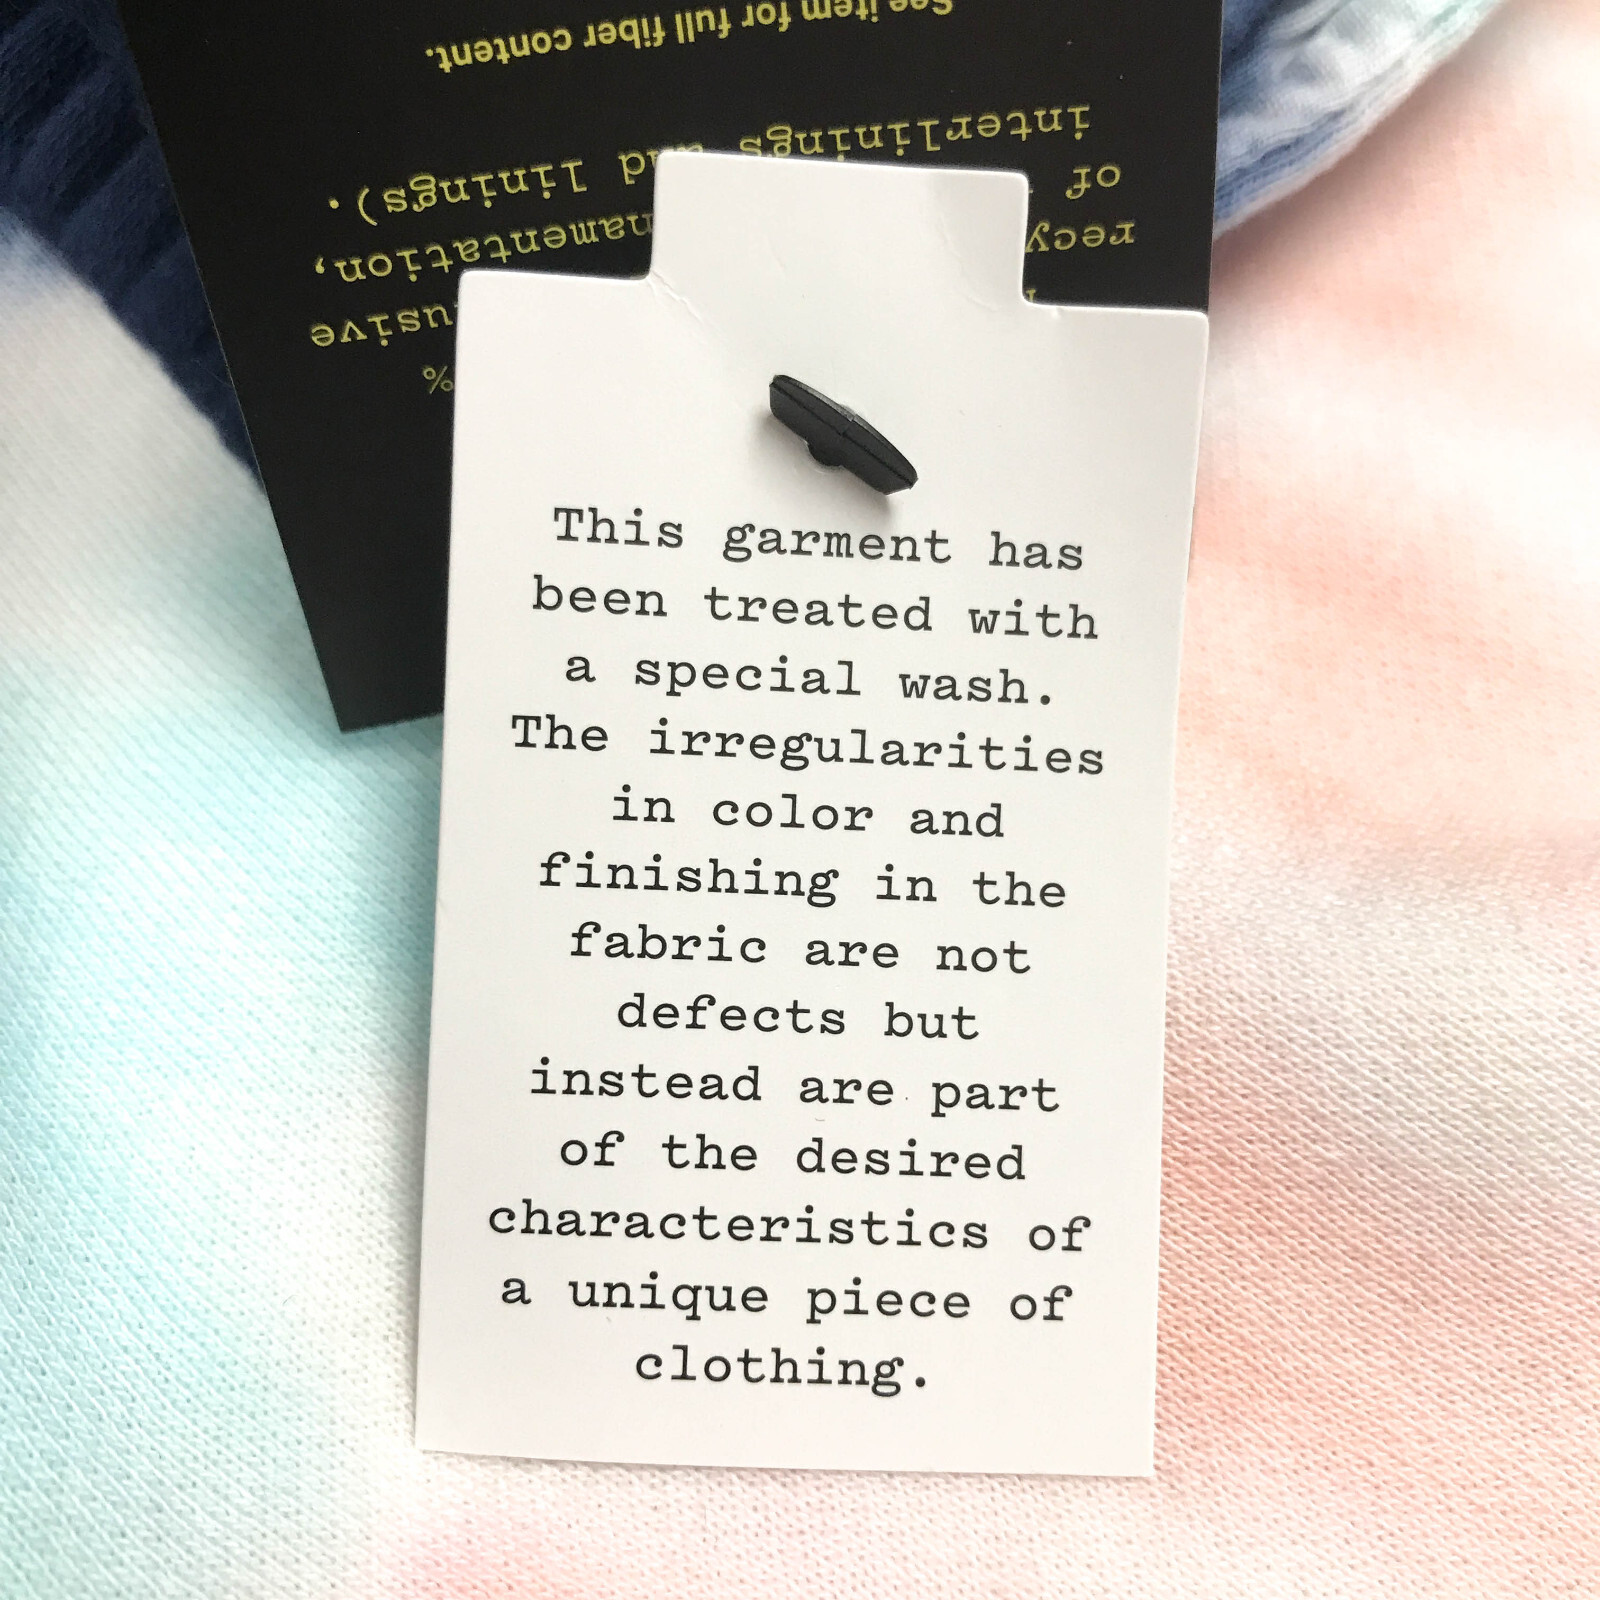 This garment has
been treated with
a special wash.
The irregularities
in color and
finishing in the
fabric are not
defects but
instead are part
of the desired
characteristics of
a unique piece of
clothing.
%
of
interlinings linings).
See item for full fiber content.